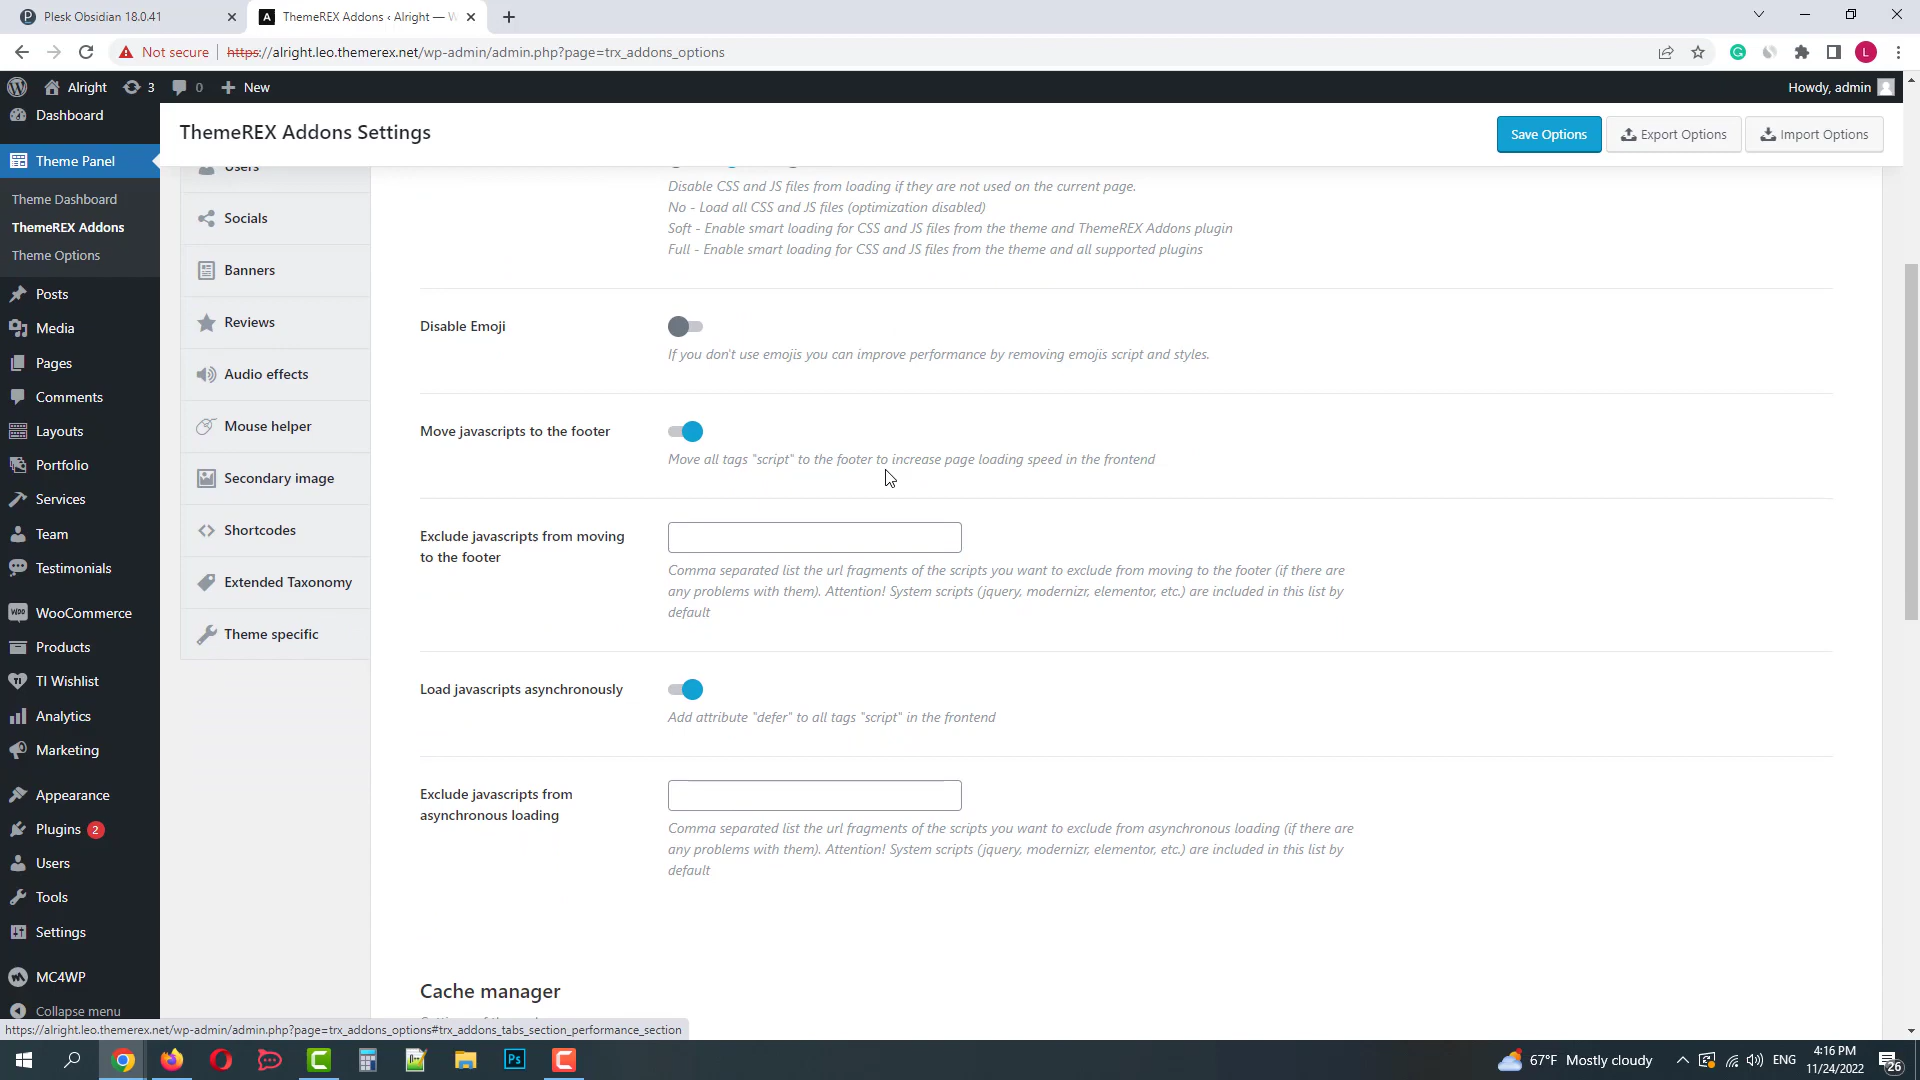 Plesk Obsidian 18.0.41
ThemeREX Addons ‹ Alright — W
Not secure
https://alright.leo.themerex.net/wp-admin/admin.php?page=trx_addons_options
L
Alright
3
0
New
Howdy, admin
Dashboard
Theme Panel
Theme Dashboard
ThemeREX Addons
Theme Options
Posts
Media
Pages
Comments
Layouts
Portfolio
Services
Team
Testimonials
WooCommerce
Products
TI Wishlist
Analytics
Marketing
Appearance
Plugins 2
Users
Tools
Settings
MC4WP
Collapse menu
ThemeREX Addons Settings
Save Options
Export Options
Import Options
Users
Socials
Banners
Reviews
Audio effects
Mouse helper
Secondary image
Shortcodes
Extended Taxonomy
Theme specific
Disable CSS and JS files from loading if they are not used on the current page.
No - Load all CSS and JS files (optimization disabled)
Soft - Enable smart loading for CSS and JS files from the theme and ThemeREX Addons plugin
Full - Enable smart loading for CSS and JS files from the theme and all supported plugins
Disable Emoji
If you don't use emojis you can improve performance by removing emojis script and styles.
Move javascripts to the footer
Move all tags "script" to the footer to increase page loading speed in the frontend
Exclude javascripts from moving
to the footer
Comma separated list the url fragments of the scripts you want to exclude from moving to the footer (if there are
any problems with them). Attention! System scripts (jquery, modernizr, elementor, etc.) are included in this list by
default
Load javascripts asynchronously
Add attribute "defer" to all tags "script" in the frontend
Exclude javascripts from
asynchronous loading
Comma separated list the url fragments of the scripts you want to exclude from asynchronous loading (if there are
any problems with them). Attention! System scripts (jquery, modernizr, elementor, etc.) are included in this list by
default
Cache manager
https://alright.leo.themerex.net/wp-admin/admin.php?page=trx_addons_options#trx_addons_tabs_section_performance_section
67°F Mostly cloudy
ENG
4:16 PM
11/24/2022
26